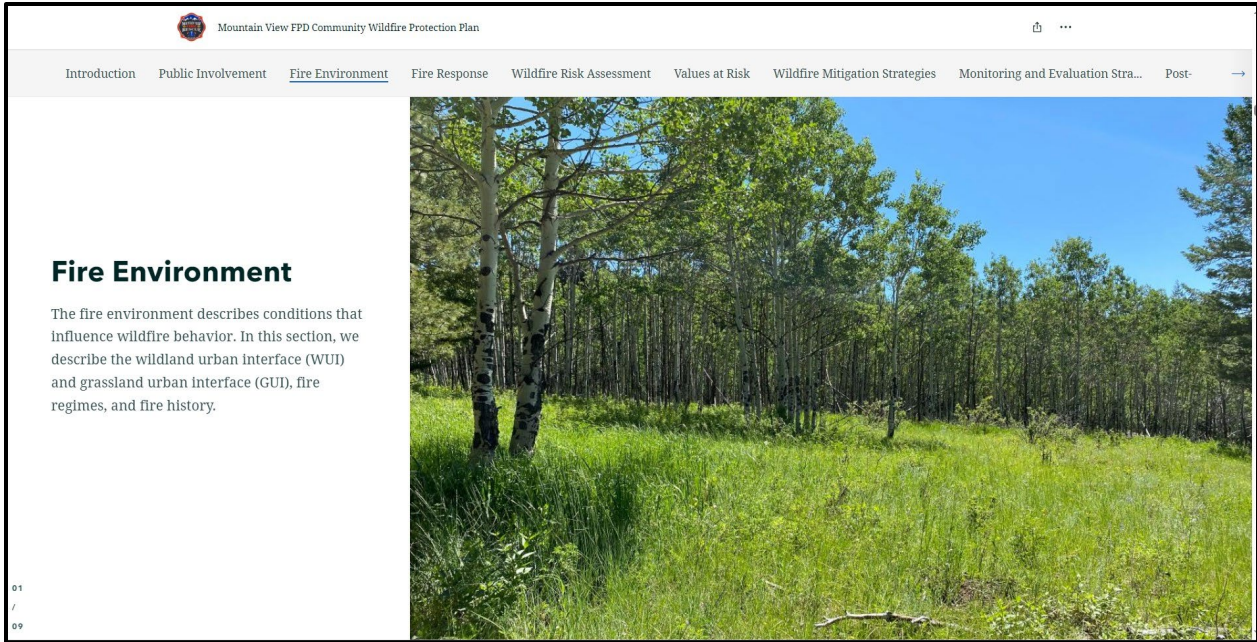 Mountain View FPD Community Wildfire Protection Plan
Introduction Public Involvement Fire Environment Fire Response Wildfire Risk Assessment Values at Risk Wildfire Mitigation Strategies Monitoring and Evaluation Stra... Post-
Fire Environment
The fire environment describes conditions that
influence wildfire behavior. In this section, we
describe the wildland urban interface (WUI)
and grassland urban interface (GUI), fire
regimes, and fire history.
01
/
09